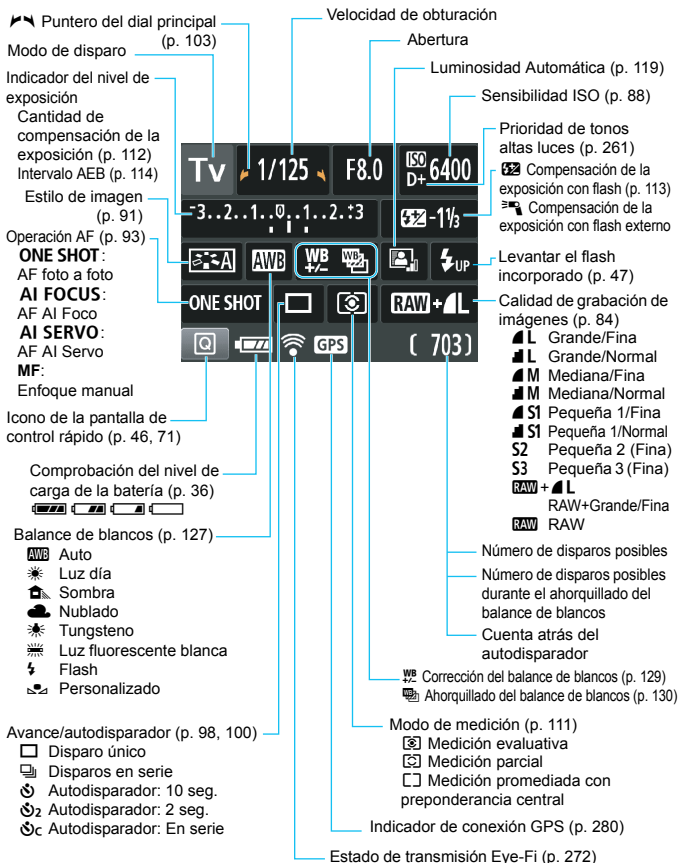 Puntero del dial principal
(p. 103)
Velocidad de obturación
Modo de disparo
Abertura
Indicador del nivel de
exposición
Luminosidad Automática (p. 119)
Cantidad de
compensación de la
exposición (p. 112)
Intervalo AEB (p. 114)
Sensibilidad ISO (p. 88)
Prioridad de tonos
altas luces (p. 261)
Compensación de la
exposición con flash (p. 113)
Compensación de la
exposición con flash externo
Estilo de imagen
(p. 91)
Operación AF (p. 93)
ONE SHOT:
AF foto a foto
AI FOCUS:
AF AI Foco
AI SERVO:
AF AI Servo
MF:
Enfoque manual
Tv 1/125 F8.0 ISO D+ 6400
-3..2..1..0..1..2.+3 -1⅓
A AWB WB +/- WB UP
ONE SHOT RAW+L
Q GPS ( 703)
Levantar el flash
incorporado (p. 47)
Calidad de grabación de
imágenes (p. 84)
L Grande/Fina
L Grande/Normal
M Mediana/Fina
M Mediana/Normal
S1 Pequeña 1/Fina
S1 Pequeña 1/Normal
S2 Pequeña 2 (Fina)
S3 Pequeña 3 (Fina)
RAW + L
RAW+Grande/Fina
RAW RAW
Icono de la pantalla de
control rápido (p. 46, 71)
Comprobación del nivel de
carga de la batería (p. 36)
Balance de blancos (p. 127)
AWB Auto
Luz día
Sombra
Nublado
Tungsteno
Luz fluorescente blanca
Flash
Personalizado
Número de disparos posibles
Número de disparos posibles
durante el ahorquillado del
balance de blancos
Cuenta atrás del
autodisparador
WB +/- Corrección del balance de blancos (p. 129)
WB Ahorquillado del balance de blancos (p. 130)
Avance/autodisparador (p. 98, 100)
Disparo único
Disparos en serie
Autodisparador: 10 seg.
2 Autodisparador: 2 seg.
C Autodisparador: En serie
Modo de medición (p. 111)
Medición evaluativa
Medición parcial
Medición promediada con
preponderancia central
Indicador de conexión GPS (p. 280)
Estado de transmisión Eye-Fi (p. 272)